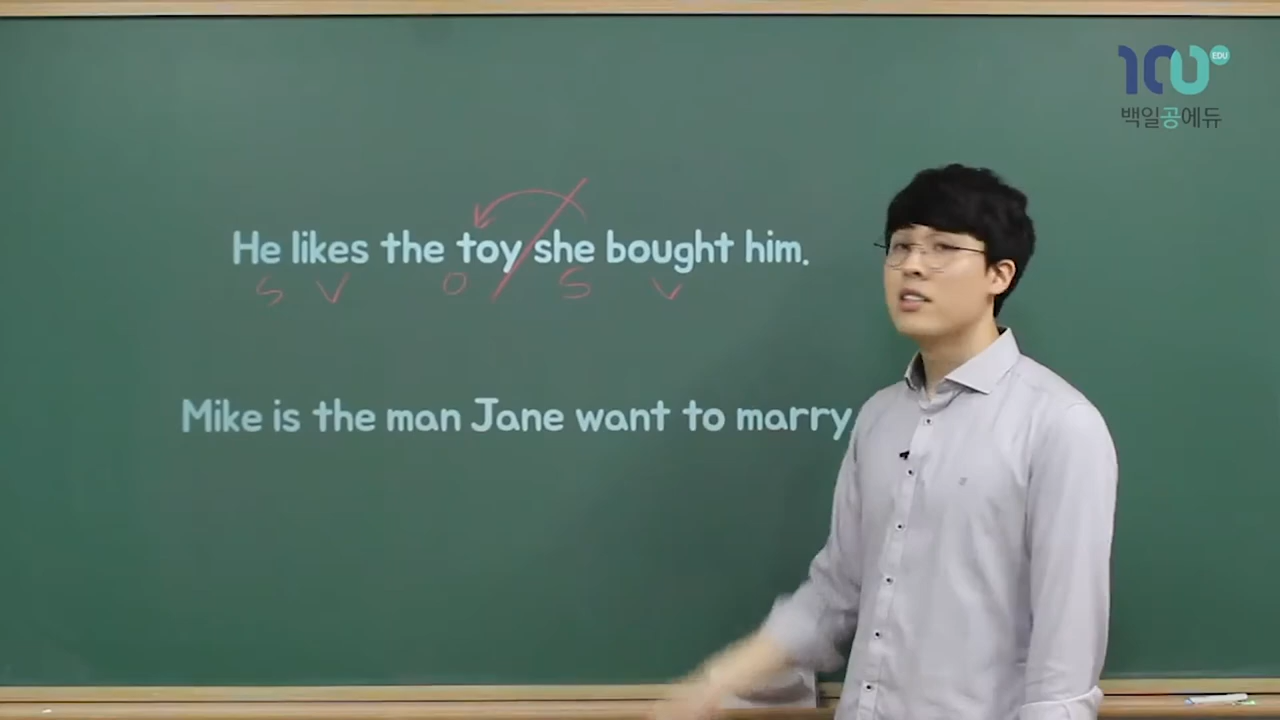 100 EDU
백일공에듀
He likes the toy she bought him.
S V O S V
Mike is the man Jane want to marry